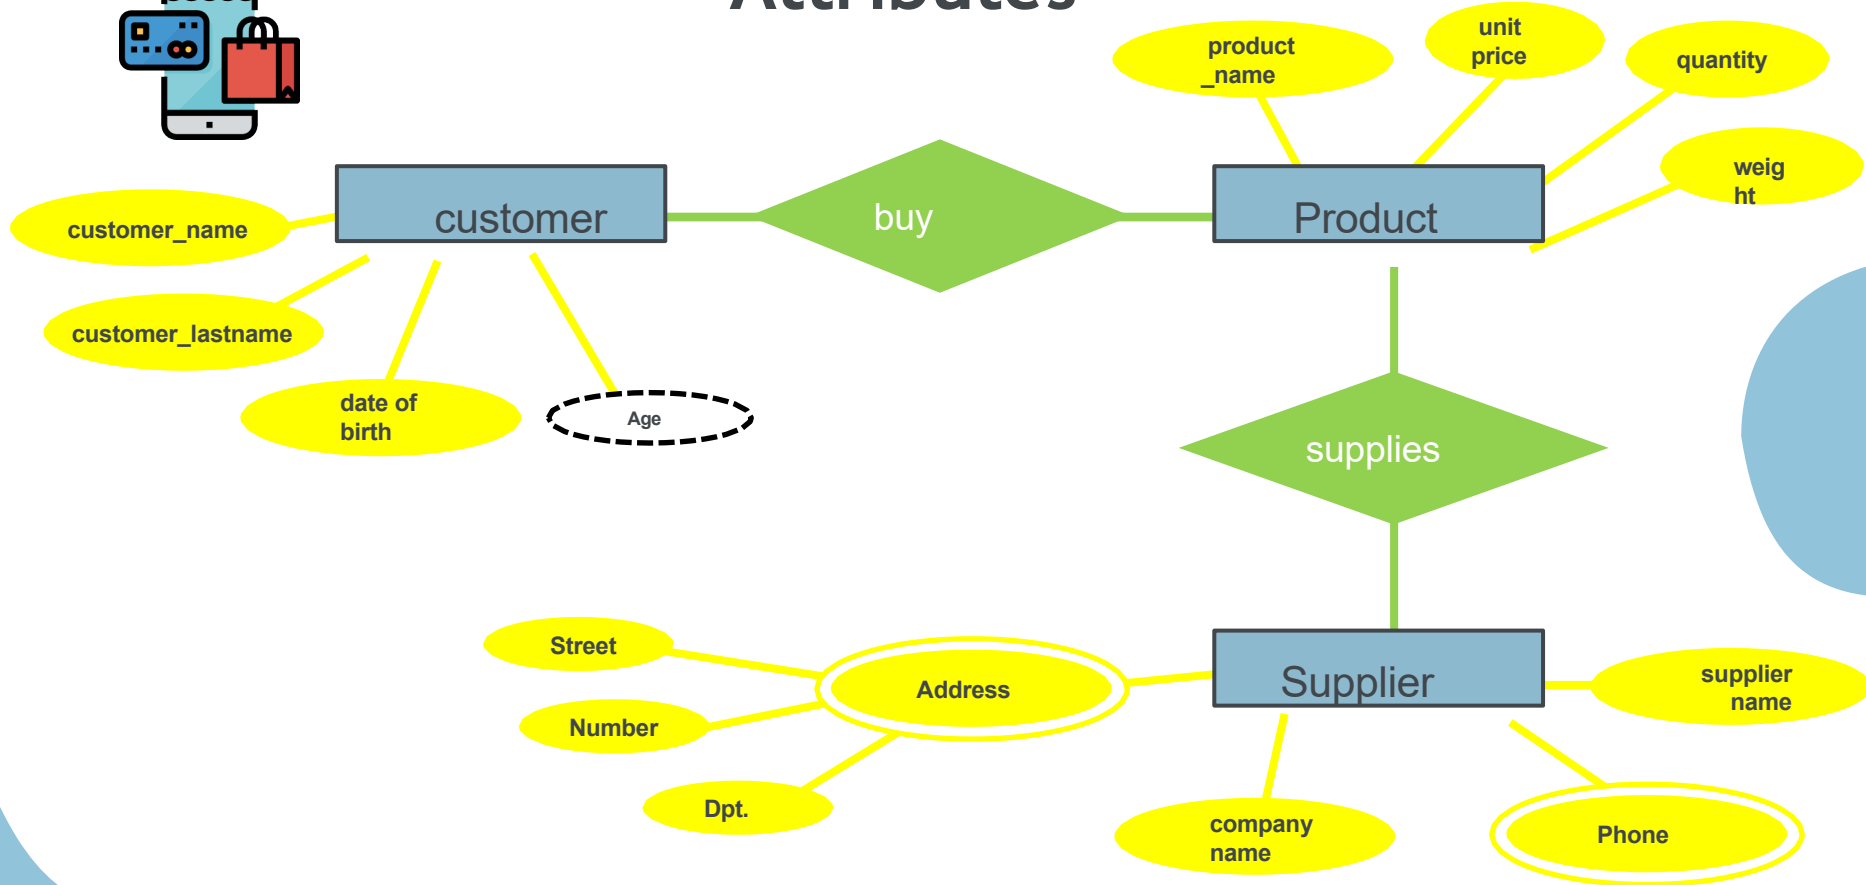 Attributes
product
_name
unit
price
quantity
weig
ht
customer
buy
Product
customer_name
customer_lastname
date of
birth
Age
supplies
Street
Address
Supplier
supplier
name
Number
Dpt.
company
name
Phone